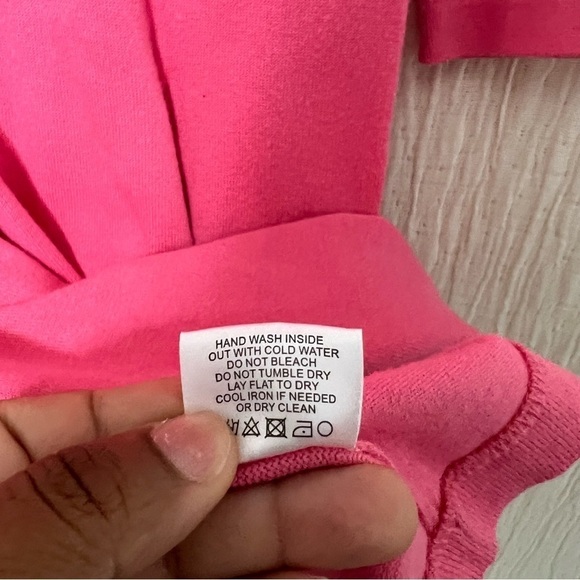 HAND WASH INSIDE
OUT WITH COLD WATER
DO NOT BLEACH
DO NOT TUMBLE DRY
LAY FLAT TO DRY
COOL IRON IF NEEDED
OR DRY CLEAN